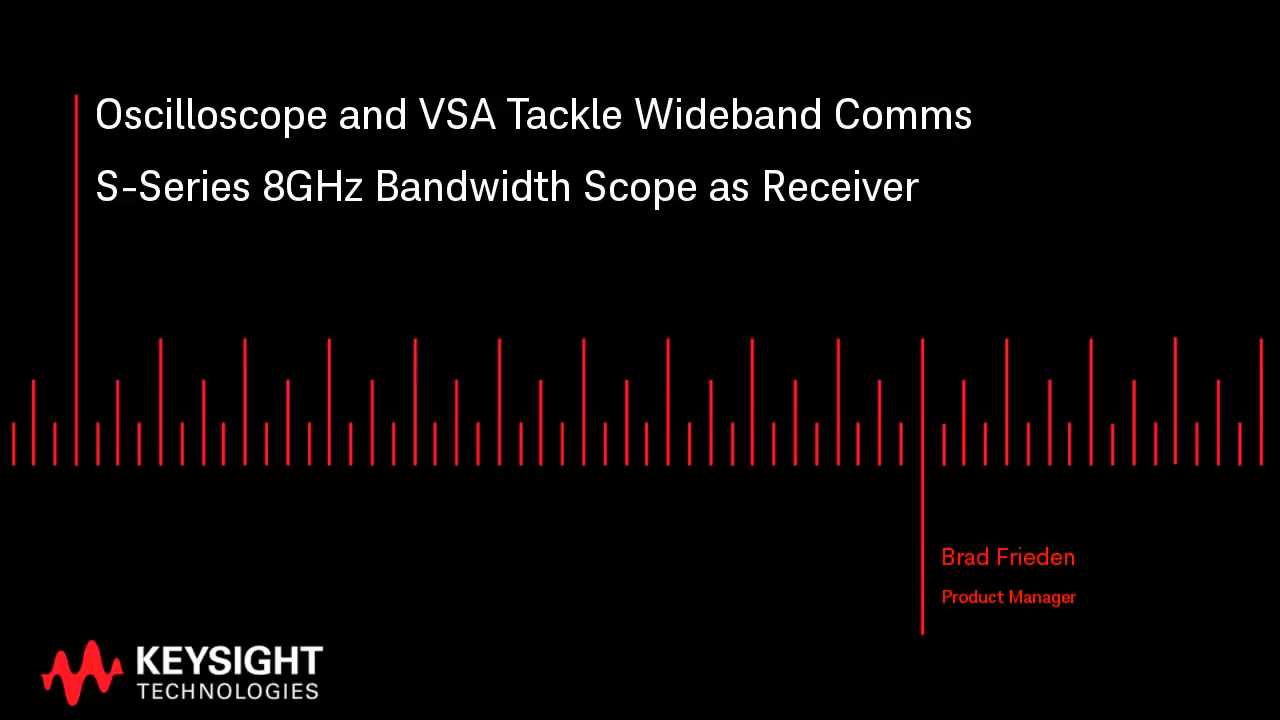 Oscilloscope and VSA Tackle Wideband Comms
S-Series 8GHz Bandwidth Scope as Receiver
Brad Frieden
Product Manager
KEYSIGHT
TECHNOLOGIES